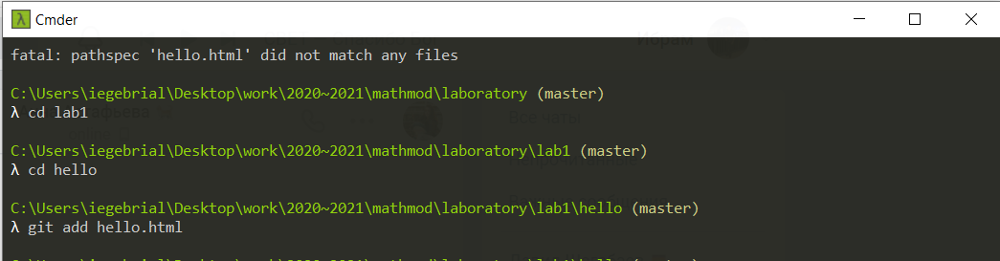 λ Cmder
fatal: pathspec 'hello.html' did not match any files
C:\Users\iegebrial\Desktop\work\2020~2021\mathmod\laboratory (master)
λ cd lab1
C:\Users\iegebrial\Desktop\work\2020~2021\mathmod\laboratory\lab1 (master)
λ cd hello
C:\Users\iegebrial\Desktop\work\2020~2021\mathmod\laboratory\lab1\hello (master)
λ git add hello.html